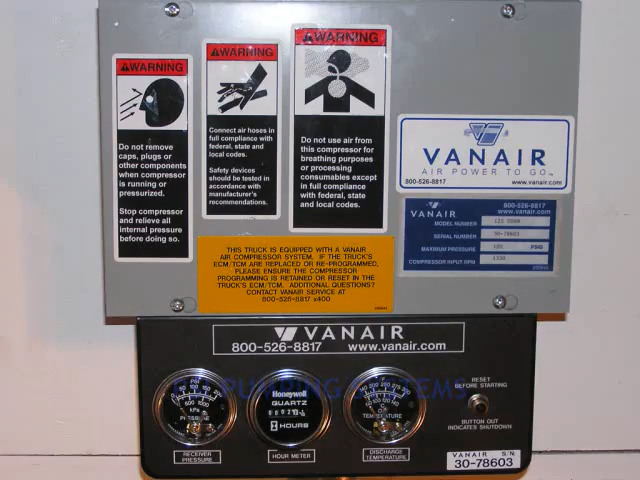 WARNING
Do not remove
caps, plugs or
other components
when compressor
is running or
pressurized.
Stop compressor
and relieve all
internal pressure
before doing so.
WARNING
Connect air hoses in
full compliance with
federal, state and
local codes.
Safety devices
should be tested in
accordance with
manufacturer's
recommendations.
WARNING
Do not use air from
this compressor for
breathing purposes
or processing
consumables except
in full compliance
with federal, state
and local codes.
VANAIR
AIR POWER TO GO
800-526-8817 www.vanair.com
VANAIR
800-526-8817
www.vanair.com
MODEL NUMBER
SERIAL NUMBER 30-78603
MAXIMUM PRESSURE PSIG
COMPRESSOR INPUT RPM
THIS TRUCK IS EQUIPPED WITH A VANAIR
AIR COMPRESSOR SYSTEM. IF THE TRUCK'S
ECM/TCM ARE REPLACED OR RE-PROGRAMMED,
PLEASE ENSURE THE COMPRESSOR
PROGRAMMING IS RETAINED OR RESET IN THE
TRUCK'S ECM/TCM. ADDITIONAL QUESTIONS?
CONTACT VANAIR SERVICE AT
800-526-8817 x400
VANAIR
800-526-8817 www.vanair.com
PUMPING SYSTEMS
PSI
kPa
PRESSURE
RECEIVER
PRESSURE
Honeywell
QUARTZ
HOURS
HOUR METER
TEMPERATURE
DISCHARGE
TEMPERATURE
RESET
BEFORE STARTING
BUTTON OUT
INDICATES SHUTDOWN
VANAIR S/N
30-78603